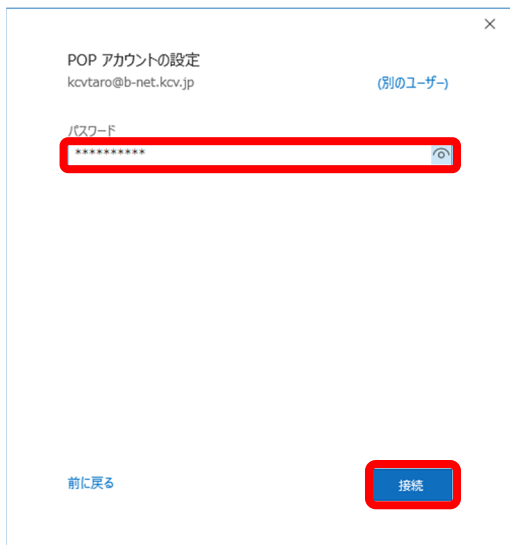 POP アカウントの設定
kcvtaro@b-net.kcv.jp
(別のユーザー)
パスワード
**********
前に戻る
接続